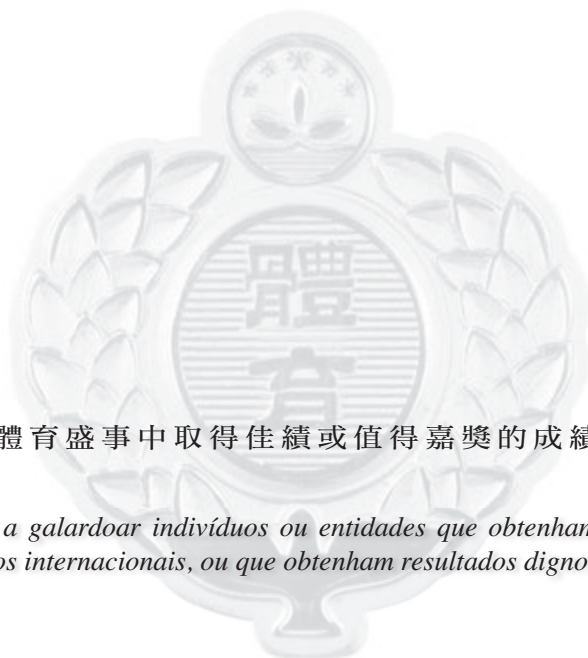 體育
體育盛事中取得佳績或值得嘉獎的成績
a galardoar indivíduos ou entidades que obtenham
os internacionais, ou que obtenham resultados digno